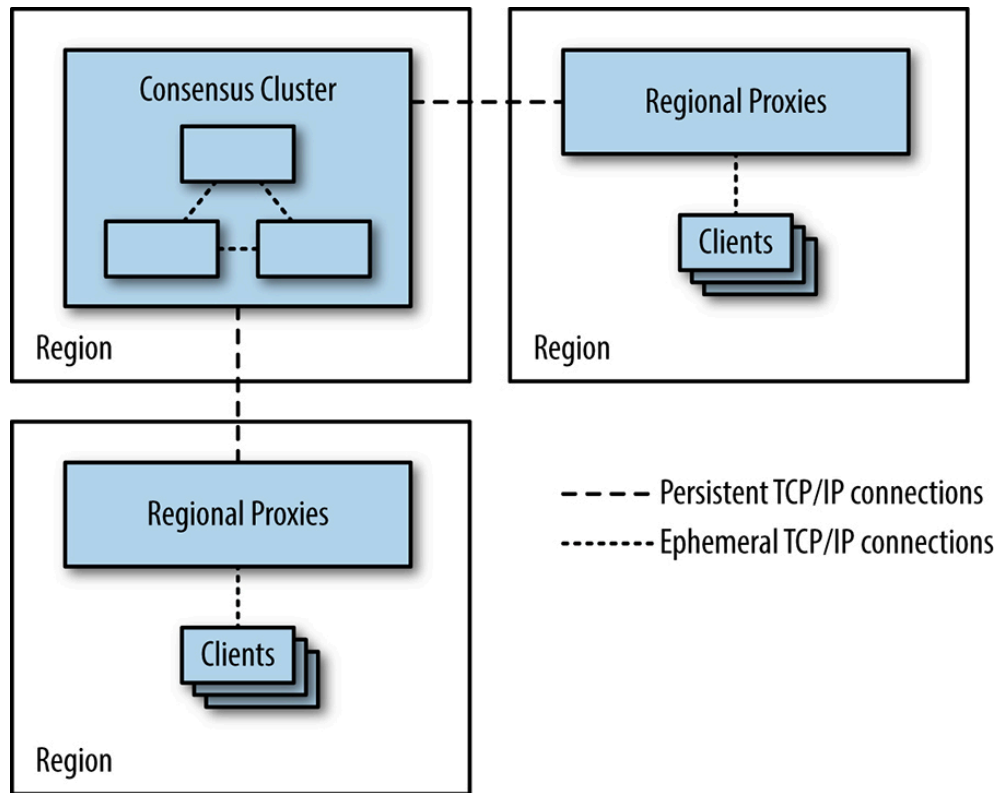 Consensus Cluster
Region
Regional Proxies
Clients
Region
Regional Proxies
Clients
Region
Persistent TCP/IP connections
Ephemeral TCP/IP connections